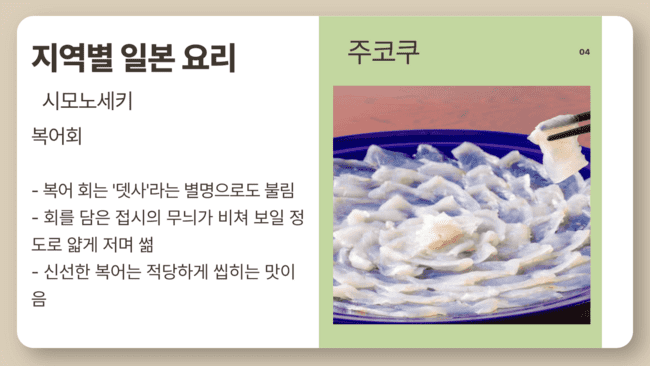 지역별 일본 요리
시모노세키
복어회
- 복어 회는 '뎃사'라는 별명으로도 불림
- 회를 담은 접시의 무늬가 비쳐 보일 정
도로 얇게 저며 썲
- 신선한 복어는 적당하게 씹히는 맛이
음
주코쿠
04